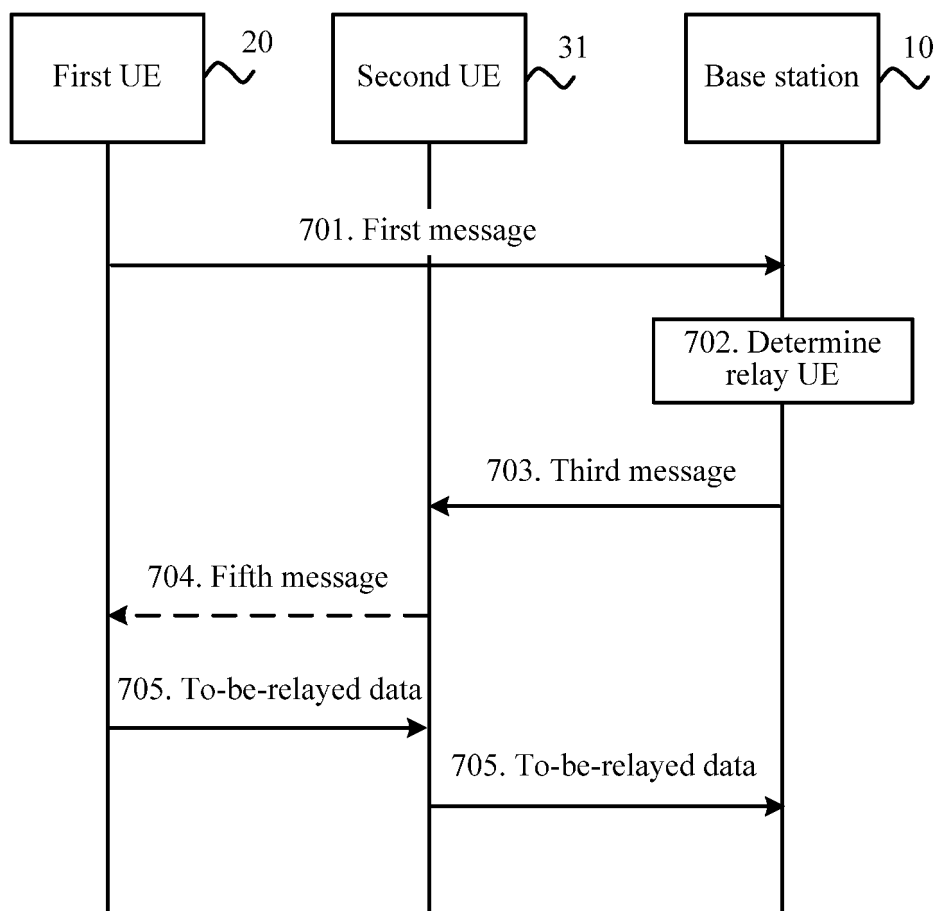 First UE
20
Second UE
31
Base station
10
701. First message
702. Determine
relay UE
703. Third message
704. Fifth message
705. To-be-relayed data
705. To-be-relayed data